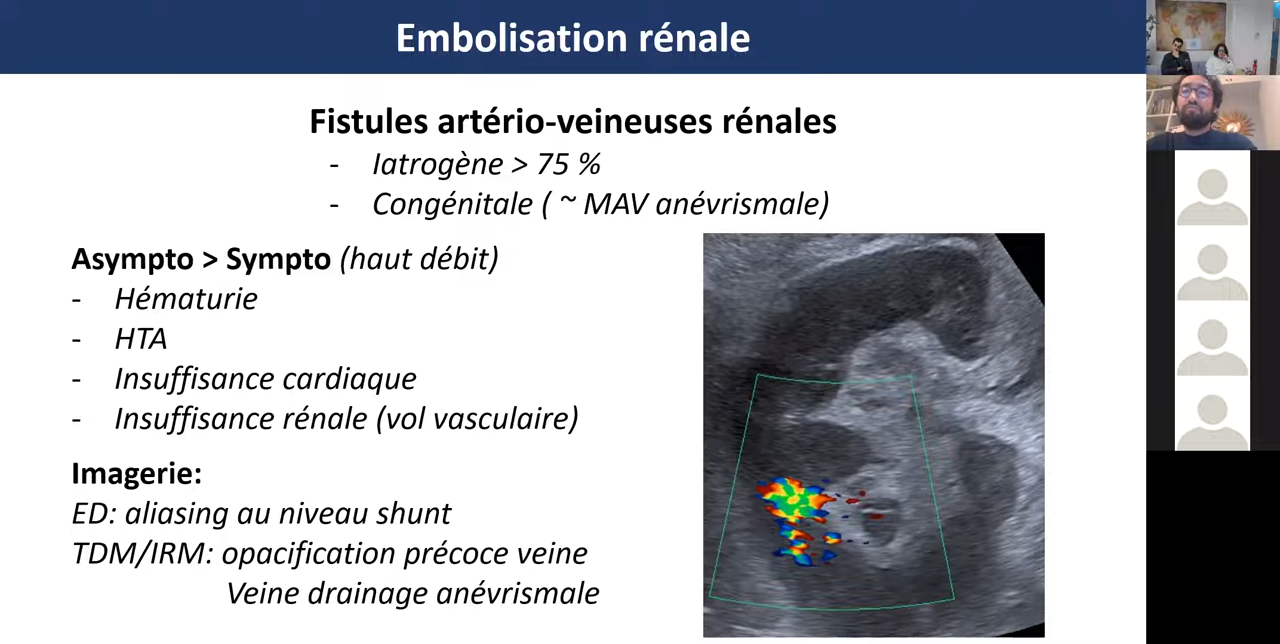 Embolisation rénale
Fistules artério-veineuses rénales
- Iatrogène > 75 %
- Congénitale ( ~ MAV anévrismale)
Asympto > Sympto (haut débit)
- Hématurie
- HTA
- Insuffisance cardiaque
- Insuffisance rénale (vol vasculaire)
Imagerie:
ED: aliasing au niveau shunt
TDM/IRM: opacification précoce veine
Veine drainage anévrismale